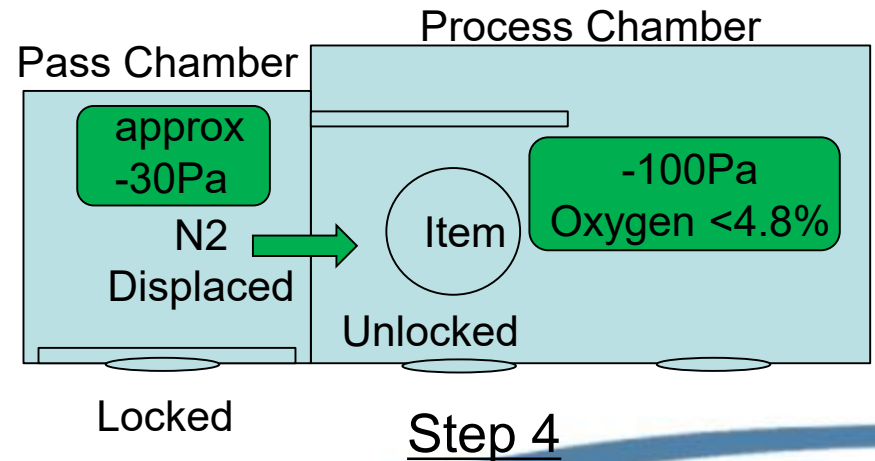 Process Chamber
Pass Chamber
approx
-30Pa
-100Pa
Oxygen <4.8%
N2
Displaced
Item
Unlocked
Locked
Step 4